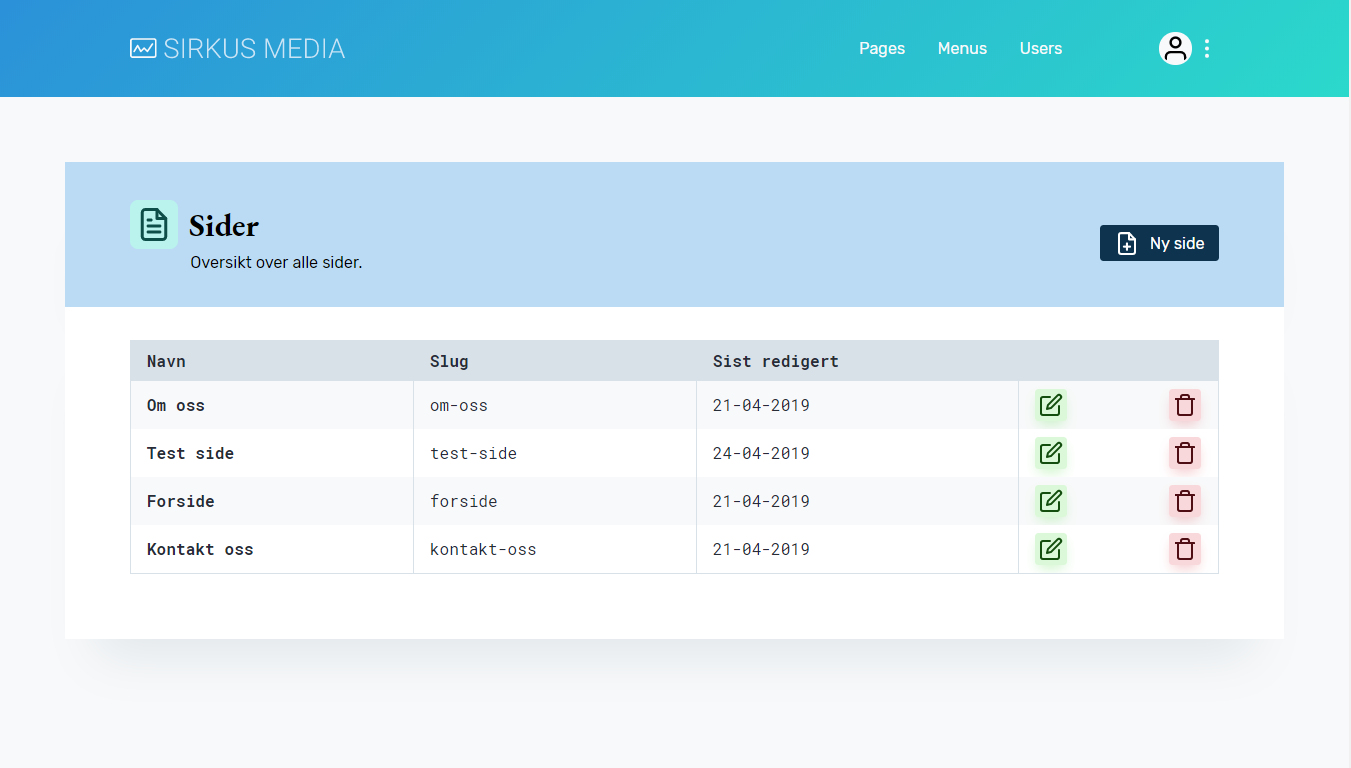 SIRKUS MEDIA Pages Menus Users
Sider
Oversikt over alle sider.
Ny side
Navn Slug Sist redigert
Om oss om-oss 21-04-2019
Test side test-side 24-04-2019
Forside forside 21-04-2019
Kontakt oss kontakt-oss 21-04-2019